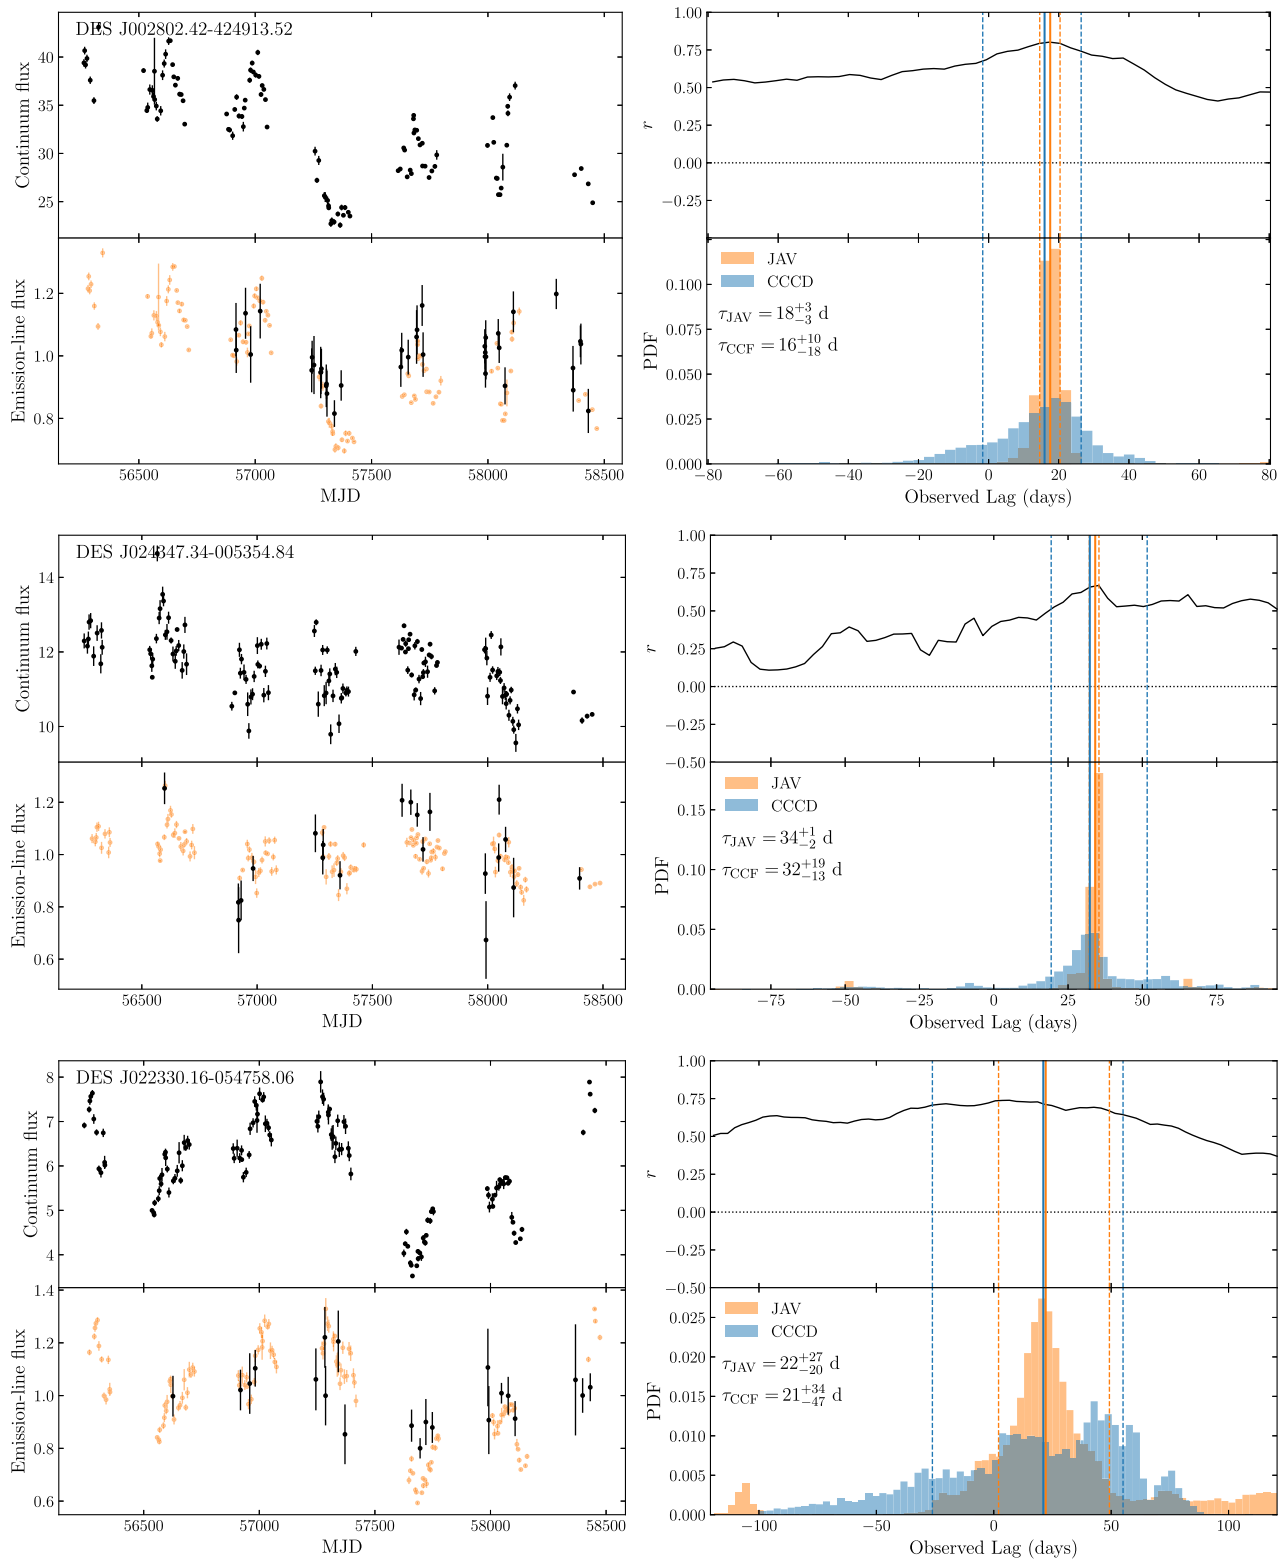 DES J002802.42-424913.52
Continuum flux
40
35
30
25
Emission-line flux
1.2
1.0
0.8
56500 57000 57500 58000 58500
MJD
r
1.00
0.75
0.50
0.25
0.00
−0.25
PDF
0.100
0.075
0.050
0.025
0.000
JAV
CCCD
τJAV = 18+3−3 d
τCCF = 16+10−18 d
−80 −60 −40 −20 0 20 40 60 80
Observed Lag (days)
DES J024347.34-005354.84
Continuum flux
14
12
10
Emission-line flux
1.2
1.0
0.8
0.6
56500 57000 57500 58000 58500
MJD
r
1.00
0.75
0.50
0.25
0.00
−0.25
−0.50
PDF
0.15
0.10
0.05
0.00
JAV
CCCD
τJAV = 34+1−2 d
τCCF = 32+19−13 d
−75 −50 −25 0 25 50 75
Observed Lag (days)
DES J022330.16-054758.06
Continuum flux
8
7
6
5
4
Emission-line flux
1.4
1.2
1.0
0.8
0.6
56500 57000 57500 58000 58500
MJD
r
1.00
0.75
0.50
0.25
0.00
−0.25
−0.50
PDF
0.025
0.020
0.015
0.010
0.005
0.000
JAV
CCCD
τJAV = 22+27−20 d
τCCF = 21+34−47 d
−100 −50 0 50 100
Observed Lag (days)